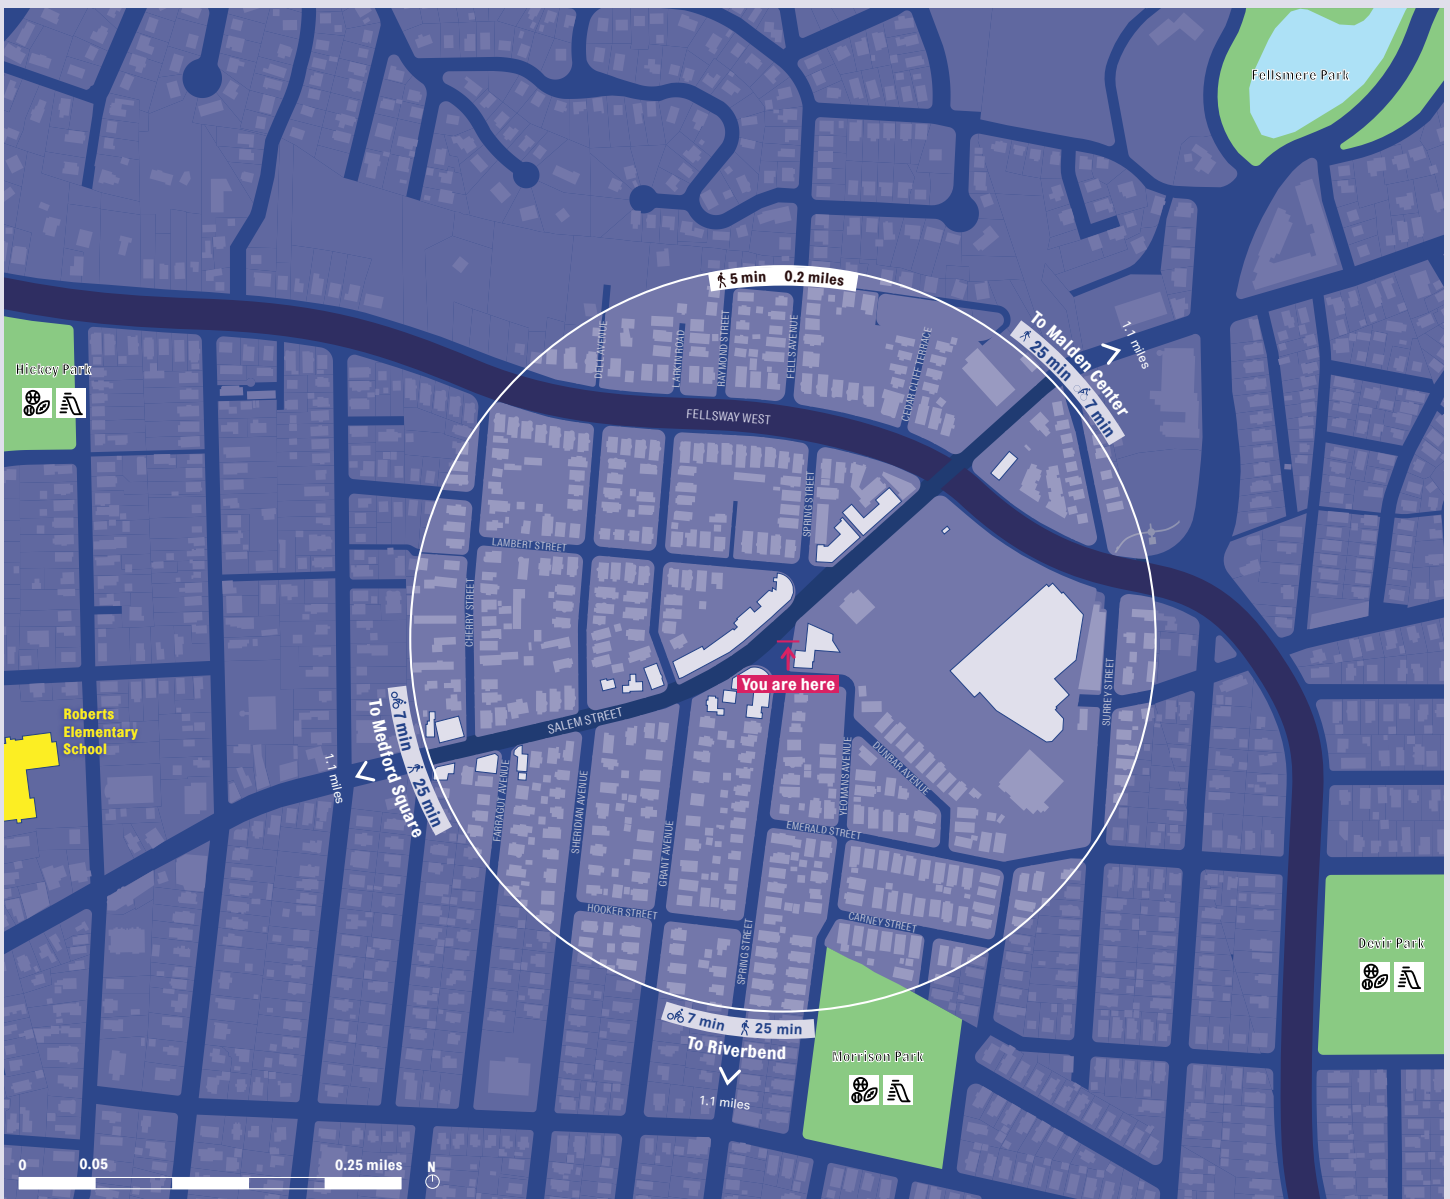 Fellsmere Park
5 min 0.2 miles
To Malden Center
25 min 7 min
1.1 miles
DELL AVENUE
LARKIN ROAD
RAYMOND STREET
FELLS AVENUE
CEDAR CLIFF TERRACE
Hickey Park
FELLSWAY WEST
SPRING STREET
LAMBERT STREET
CHERRY STREET
You are here
SURREY STREET
Roberts
Elementary
School
SALEM STREET
7 min 25 min
To Medford Square
1.1 miles
FARRAGUT AVENUE
SHERIDIAN AVENUE
GRANT AVENUE
YEOMANS AVENUE
DUNBAR AVENUE
EMERALD STREET
HOOKER STREET
SPRING STREET
CARNEY STREET
Devir Park
7 min 25 min
To Riverbend
1.1 miles
Morrison Park
0 0.05 0.25 miles
N